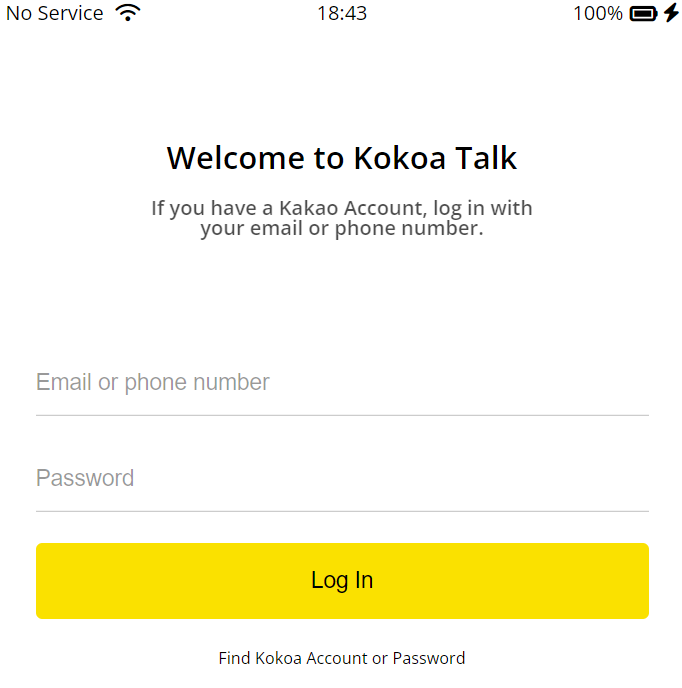 No Service 18:43 100%
Welcome to Kokoa Talk
If you have a Kakao Account, log in with
your email or phone number.
Email or phone number
Password
Log In
Find Kokoa Account or Password